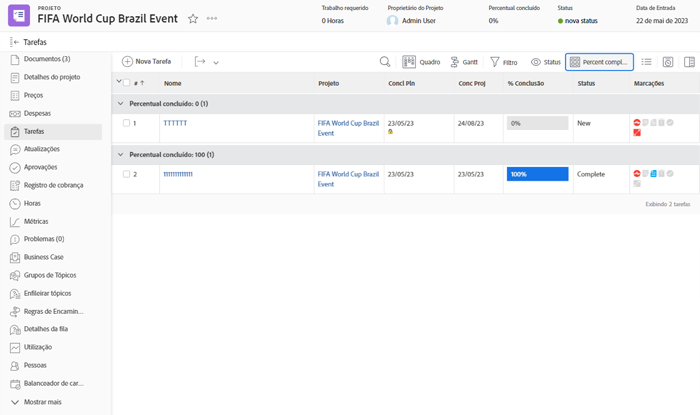 PROJETO
FIFA World Cup Brazil Event
Trabalho requerido
0 Horas
Proprietário do Projeto
Admin User
Percentual concluído
0%
Status
nova status
Data de Entrada
22 de mai de 2023
Tarefas
Documentos (3)
Detalhes do projeto
Preços
Despesas
Tarefas
Atualizações
Aprovações
Registro de cobrança
Horas
Métricas
Problemas (0)
Business Case
Grupos de Tópicos
Enfileirar tópicos
Regras de Encamin...
Detalhes da fila
Utilização
Pessoas
Balanceador de car...
Mostrar mais
Nova Tarefa
Quadro
Gantt
Filtro
Status
Percent compl...
# ↑ Nome Projeto Concl Pln Conc Proj % Conclusão Status Marcações
Percentual concluído: 0 (1)
1 TTTTTT FIFA World Cup Brazil 23/05/23 24/08/23 0% New
Event
Percentual concluído: 100 (1)
2 FIFA World Cup Brazil 23/05/23 23/05/23 100% Complete
Event
Exibindo 2 tarefas